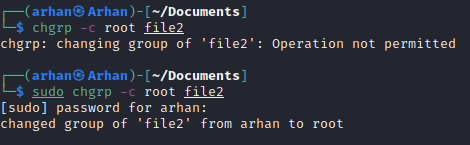 ┌──(arhan㉿Arhan)-[~/Documents]
└─$ chgrp -c root file2
chgrp: changing group of 'file2': Operation not permitted
┌──(arhan㉿Arhan)-[~/Documents]
└─$ sudo chgrp -c root file2
[sudo] password for arhan:
changed group of 'file2' from arhan to root